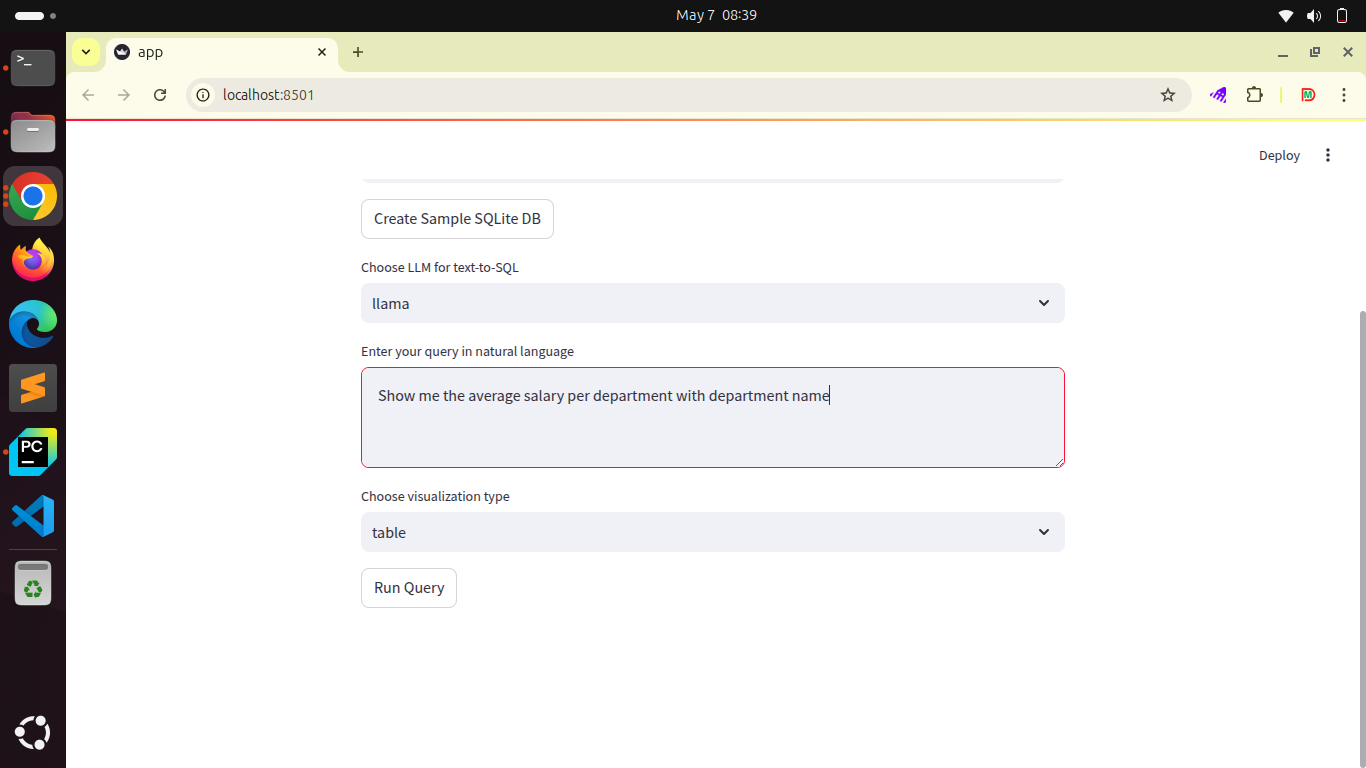 May 7 08:39
app
localhost:8501
Deploy
Create Sample SQLite DB
Choose LLM for text-to-SQL
llama
Enter your query in natural language
Show me the average salary per department with department name
Choose visualization type
table
Run Query
>_
PC
M